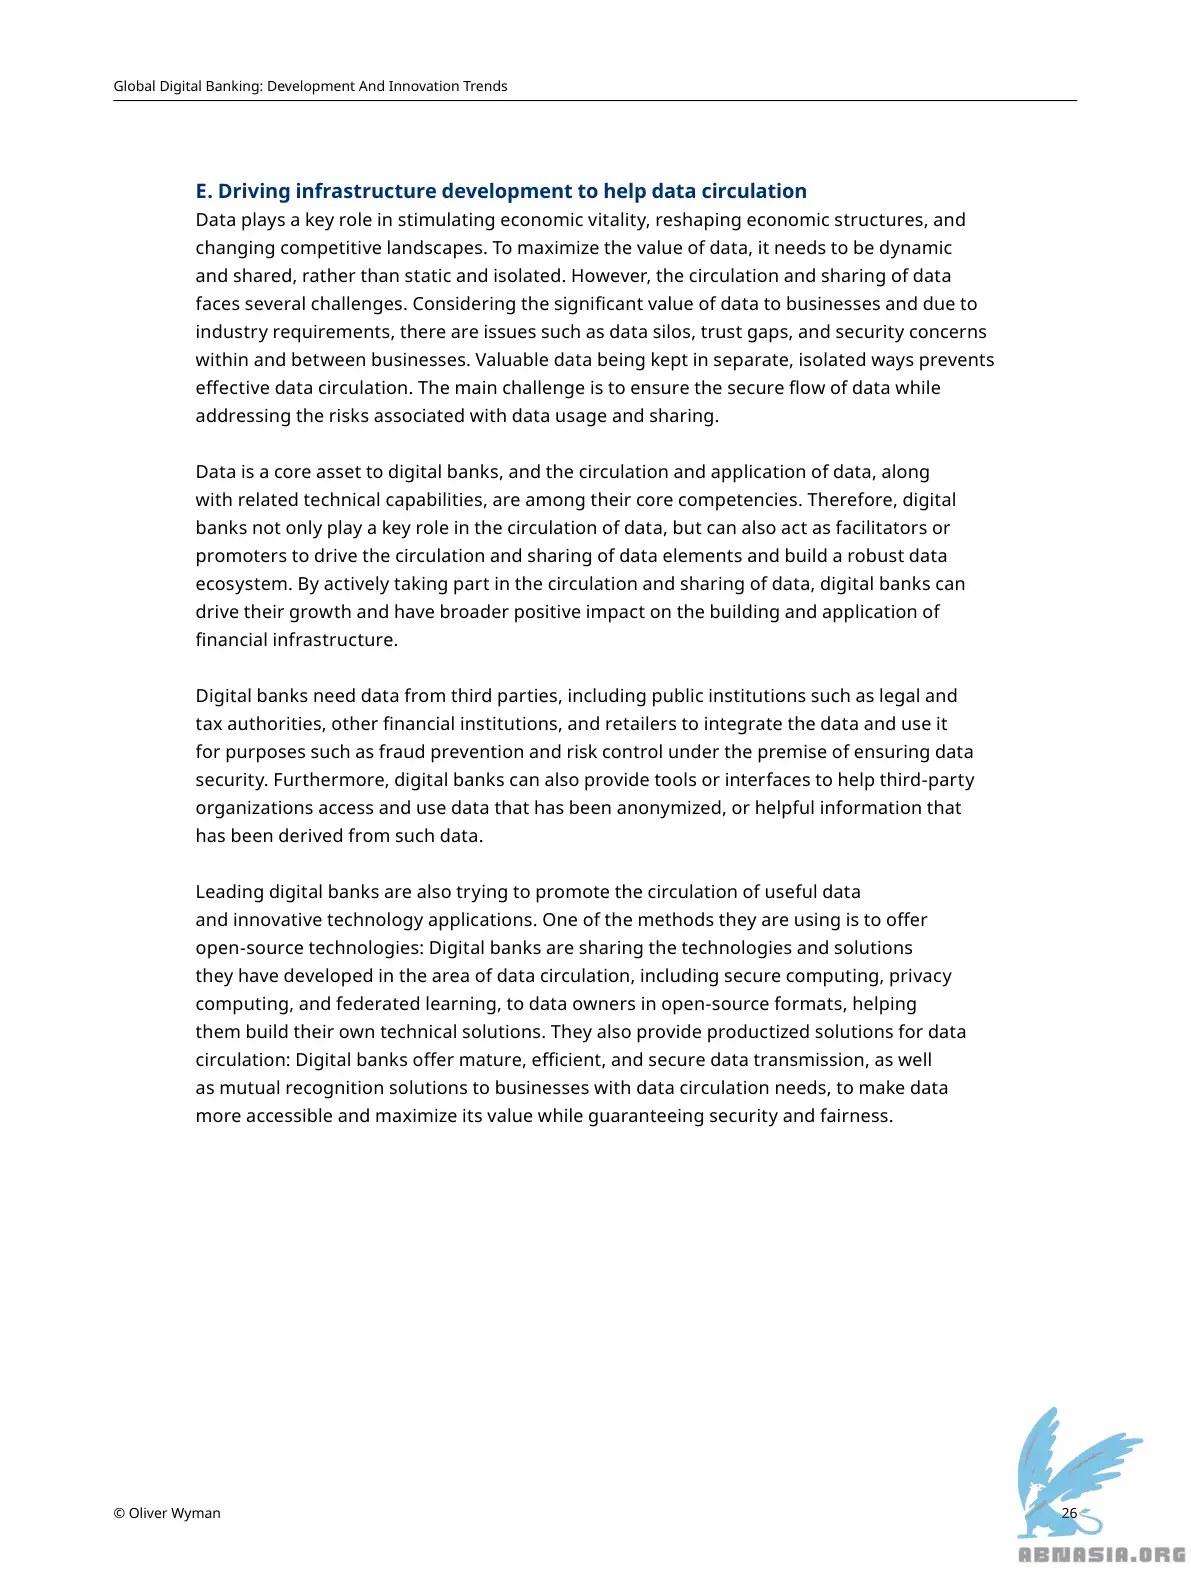 Global Digital Banking: Development And Innovation Trends
E. Driving infrastructure development to help data circulation
Data plays a key role in stimulating economic vitality, reshaping economic structures, and
changing competitive landscapes. To maximize the value of data, it needs to be dynamic
and shared, rather than static and isolated. However, the circulation and sharing of data
faces several challenges. Considering the significant value of data to businesses and due to
industry requirements, there are issues such as data silos, trust gaps, and security concerns
within and between businesses. Valuable data being kept in separate, isolated ways prevents
effective data circulation. The main challenge is to ensure the secure flow of data while
addressing the risks associated with data usage and sharing.
Data is a core asset to digital banks, and the circulation and application of data, along
with related technical capabilities, are among their core competencies. Therefore, digital
banks not only play a key role in the circulation of data, but can also act as facilitators or
promoters to drive the circulation and sharing of data elements and build a robust data
ecosystem. By actively taking part in the circulation and sharing of data, digital banks can
drive their growth and have broader positive impact on the building and application of
financial infrastructure.
Digital banks need data from third parties, including public institutions such as legal and
tax authorities, other financial institutions, and retailers to integrate the data and use it
for purposes such as fraud prevention and risk control under the premise of ensuring data
security. Furthermore, digital banks can also provide tools or interfaces to help third-party
organizations access and use data that has been anonymized, or helpful information that
has been derived from such data.
Leading digital banks are also trying to promote the circulation of useful data
and innovative technology applications. One of the methods they are using is to offer
open-source technologies: Digital banks are sharing the technologies and solutions
they have developed in the area of data circulation, including secure computing, privacy
computing, and federated learning, to data owners in open-source formats, helping
them build their own technical solutions. They also provide productized solutions for data
circulation: Digital banks offer mature, efficient, and secure data transmission, as well
as mutual recognition solutions to businesses with data circulation needs, to make data
more accessible and maximize its value while guaranteeing security and fairness.
© Oliver Wyman
26
ABNASIA.ORG